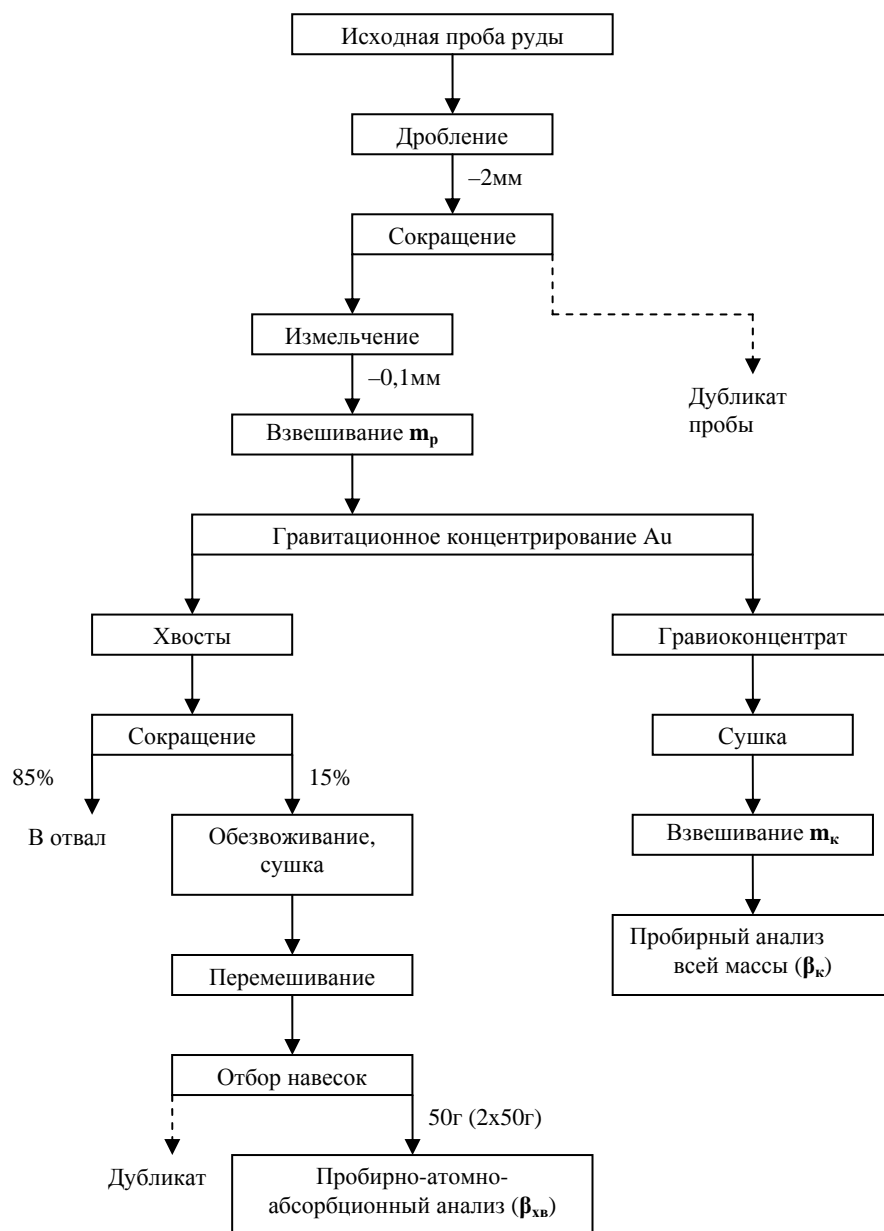 Исходная проба руды
Дробление
–2мм
Сокращение
Измельчение
–0,1мм
Дубликат
пробы
Взвешивание mр
Гравитационное концентрирование Au
Хвосты
Гравиоконцентрат
Сокращение
Сушка
85%
15%
В отвал
Обезвоживание,
сушка
Взвешивание mк
Пробирный анализ
всей массы (βк)
Перемешивание
Отбор навесок
50г (2х50г)
Дубликат
Пробирно-атомно-
абсорбционный анализ (βхв)